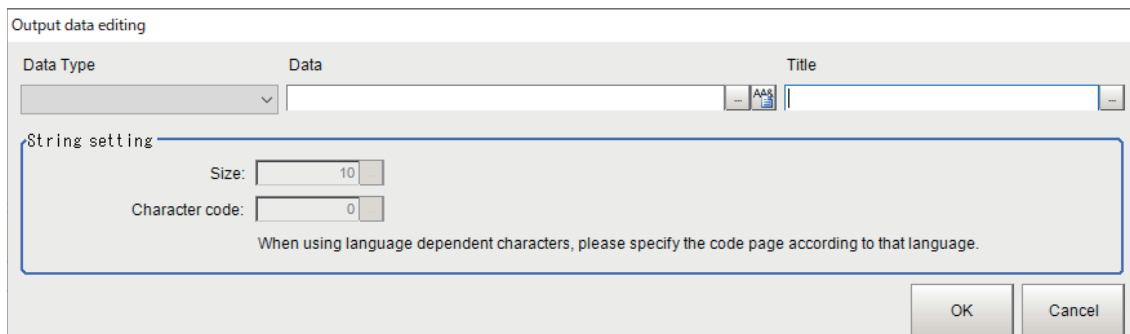 Output data editing
Data Type Data Title
... AA& ...
String setting
Size: 10 ...
Character code: 0 ...
When using language dependent characters, please specify the code page according to that language.
OK Cancel